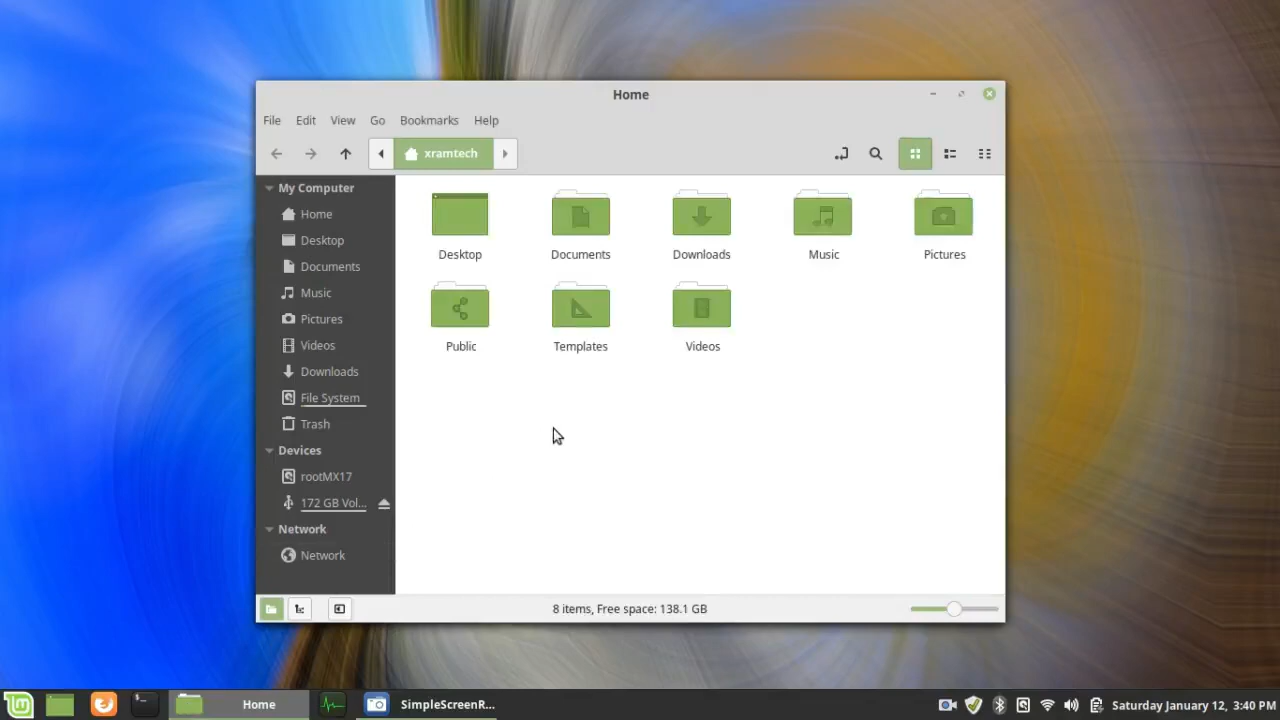 Home
File Edit View Go Bookmarks Help
xramtech
My Computer
Home
Desktop
Documents
Music
Pictures
Videos
Downloads
File System
Trash
Devices
rootMX17
172 GB Vol...
Network
Network
Desktop Documents Downloads Music Pictures
Public Templates Videos
8 items, Free space: 138.1 GB
Home SimpleScreenR... Saturday January 12, 3:40 PM